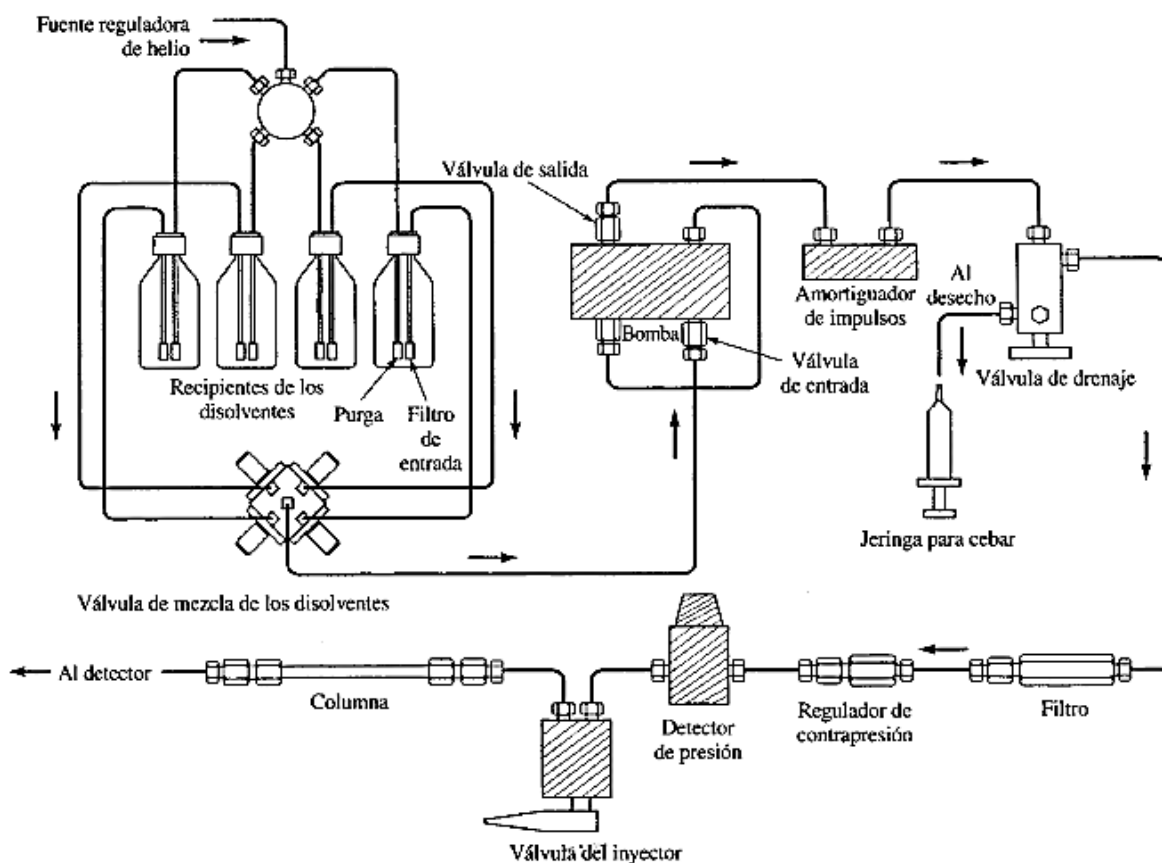 Fuente reguladora
de helio
Válvula de salida
Recipientes de los
disolventes
Purga
Filtro
de
entrada
Bomba
Válvula
de entrada
Amortiguador
de impulsos
Al
desecho
Válvula de drenaje
Jeringa para cebar
Válvula de mezcla de los disolventes
Al detector
Columna
Válvula del inyector
Detector
de presión
Regulador de
contrapresión
Filtro